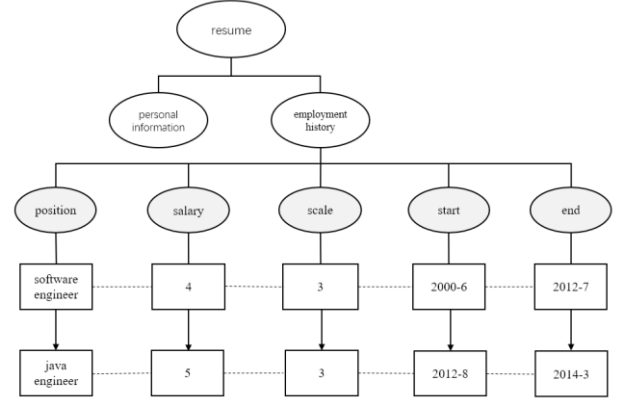 resume
personal
information
employment
history
position
salary
scale
start
end
software
engineer
4
3
2000-6
2012-7
java
engineer
5
3
2012-8
2014-3